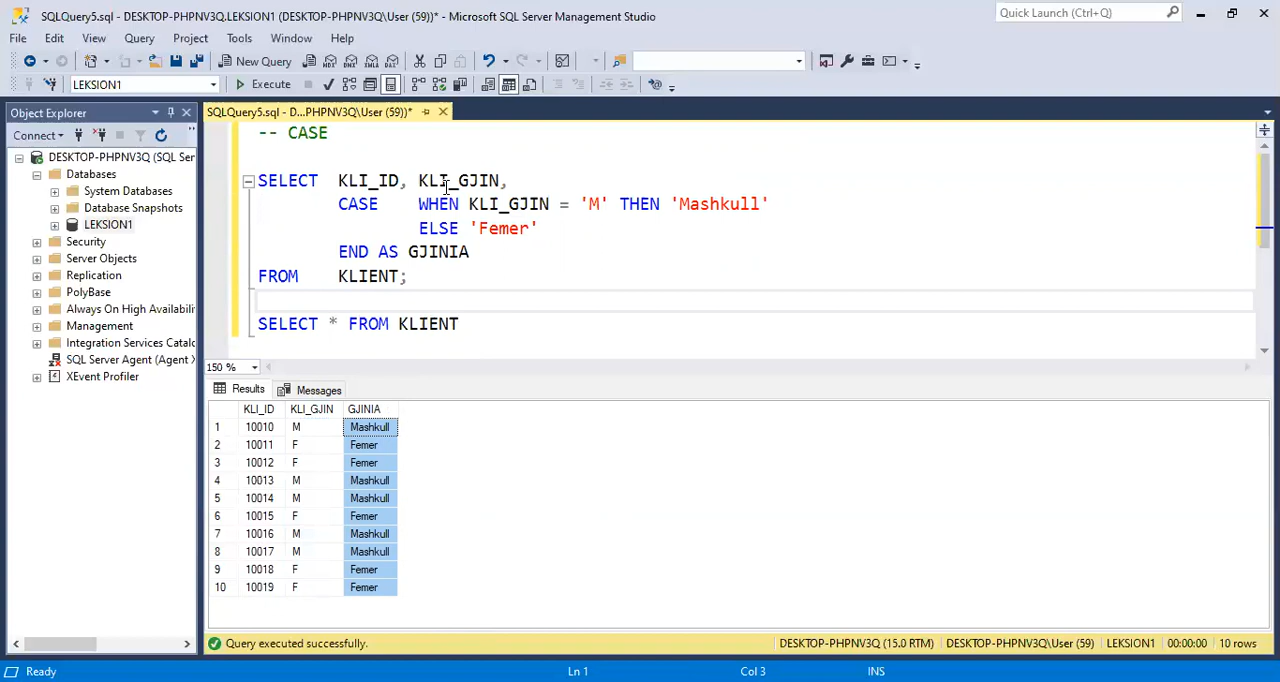 SQLQuery5.sql - DESKTOP-PHPNV3Q.LEKSION1 (DESKTOP-PHPNV3Q\User (59))* - Microsoft SQL Server Management Studio
Quick Launch (Ctrl+Q)
File Edit View Query Project Tools Window Help
New Query
LEKSION1 Execute
Object Explorer
SQLQuery5.sql - D...PHPNV3Q\User (59))*
Connect
DESKTOP-PHPNV3Q (SQL Ser
Databases
System Databases
Database Snapshots
LEKSION1
Security
Server Objects
Replication
PolyBase
Always On High Availabili
Management
Integration Services Catalc
SQL Server Agent (Agent X
XEvent Profiler
-- CASE
SELECT KLI_ID, KLI_GJIN,
CASE WHEN KLI_GJIN = 'M' THEN 'Mashkull'
ELSE 'Femer'
END AS GJINIA
FROM KLIENT;
SELECT * FROM KLIENT
150 %
Results Messages
KLI_ID KLI_GJIN GJINIA
1 10010 M Mashkull
2 10011 F Femer
3 10012 F Femer
4 10013 M Mashkull
5 10014 M Mashkull
6 10015 F Femer
7 10016 M Mashkull
8 10017 M Mashkull
9 10018 F Femer
10 10019 F Femer
Query executed successfully. DESKTOP-PHPNV3Q (15.0 RTM) DESKTOP-PHPNV3Q\User (59) LEKSION1 00:00:00 10 rows
Ready Ln 1 Col 3 INS